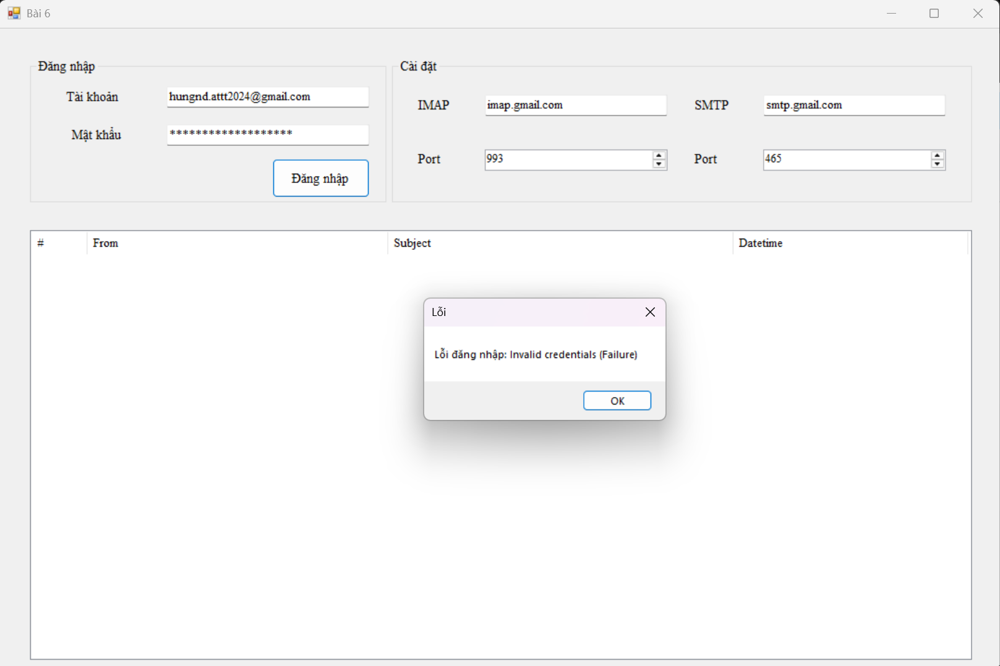 Bài 6
Đăng nhập
Tài khoản
hungnd.attt2024@gmail.com
Mật khẩu
*******************
Đăng nhập
Cài đặt
IMAP
imap.gmail.com
SMTP
smtp.gmail.com
Port
993
Port
465
# From Subject Datetime
Lỗi
Lỗi đăng nhập: Invalid credentials (Failure)
OK